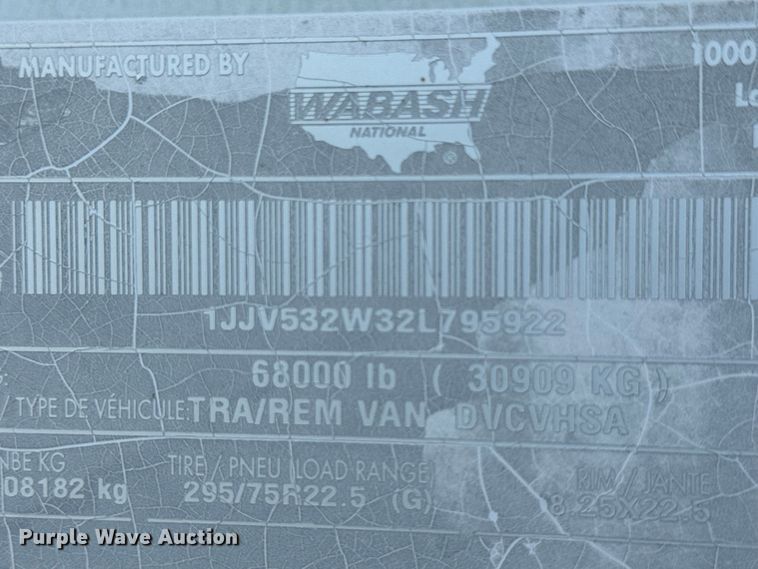 MANUFACTURED BY
WABASH
NATIONAL
®
1000
1JJV532W32L795922
68000 lb ( 30909 KG )
/ TYPE DE VÉHICULE:TRA/REM VAN DVCVHSA
KG TIRE / PNEU (LOAD RANGE) RIM / JANTE
08182 kg 295/75R22.5 (G) 8.25X22.5
Purple Wave Auction®